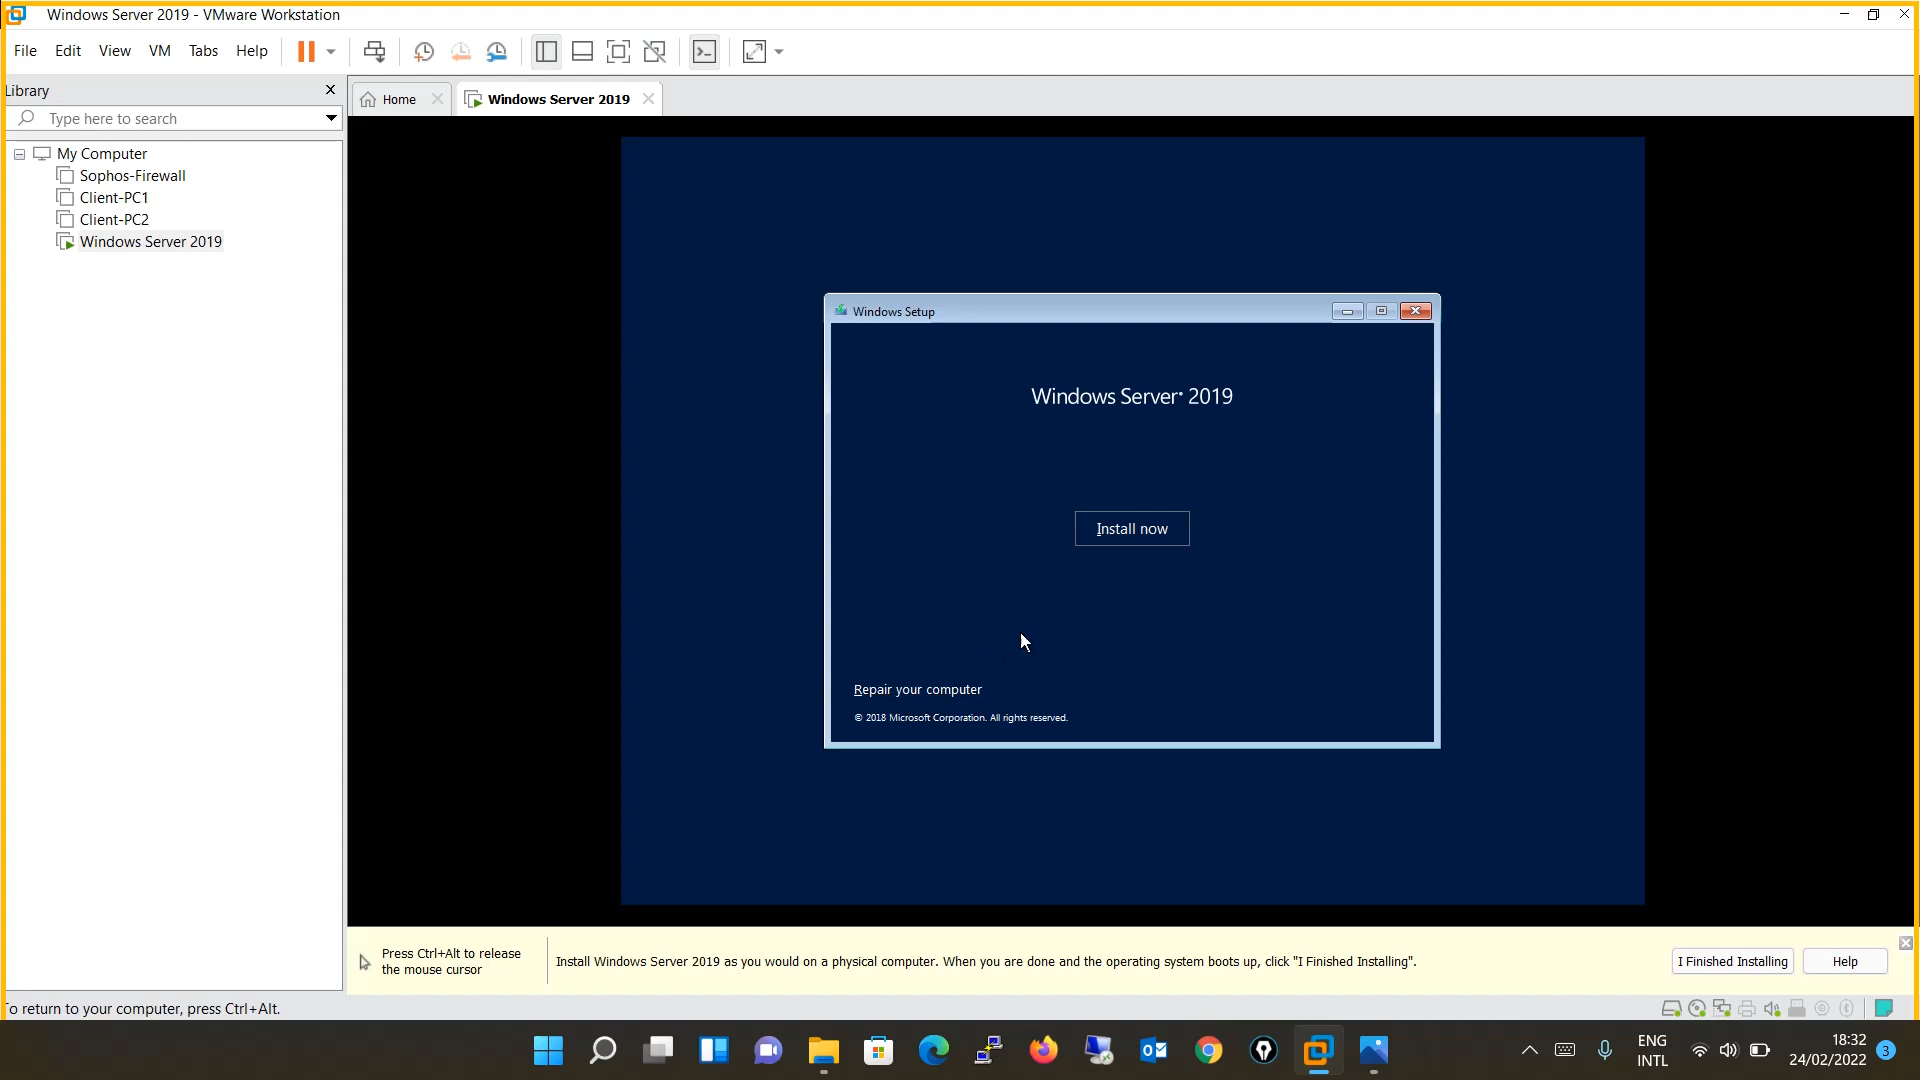 Windows Server 2019 - VMware Workstation
File Edit View VM Tabs Help
Library
Type here to search
My Computer
Sophos-Firewall
Client-PC1
Client-PC2
Windows Server 2019
Home
Windows Server 2019
Windows Setup
Windows Server® 2019
Install now
Repair your computer
© 2018 Microsoft Corporation. All rights reserved.
Press Ctrl+Alt to release
the mouse cursor
Install Windows Server 2019 as you would on a physical computer. When you are done and the operating system boots up, click "I Finished Installing".
I Finished Installing
Help
To return to your computer, press Ctrl+Alt.
ENG
INTL
18:32
24/02/2022
3